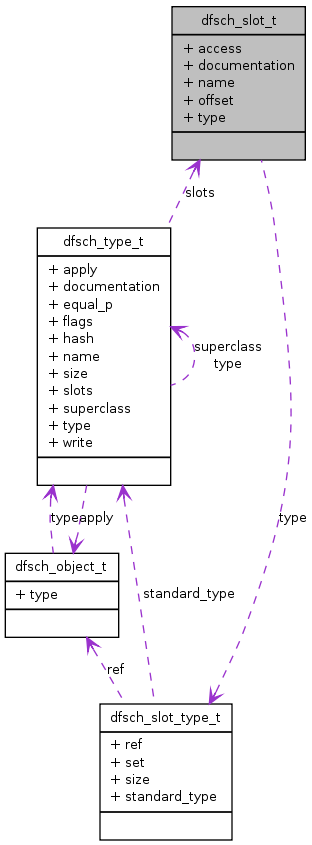 dfsch_slot_t
+ access
+ documentation
+ name
+ offset
+ type
slots
dfsch_type_t
+ apply
+ documentation
+ equal_p
+ flags
+ hash
+ name
+ size
+ slots
+ superclass
+ type
+ write
superclass
type
type
apply
type
dfsch_object_t
+ type
standard_type
ref
dfsch_slot_type_t
+ ref
+ set
+ size
+ standard_type